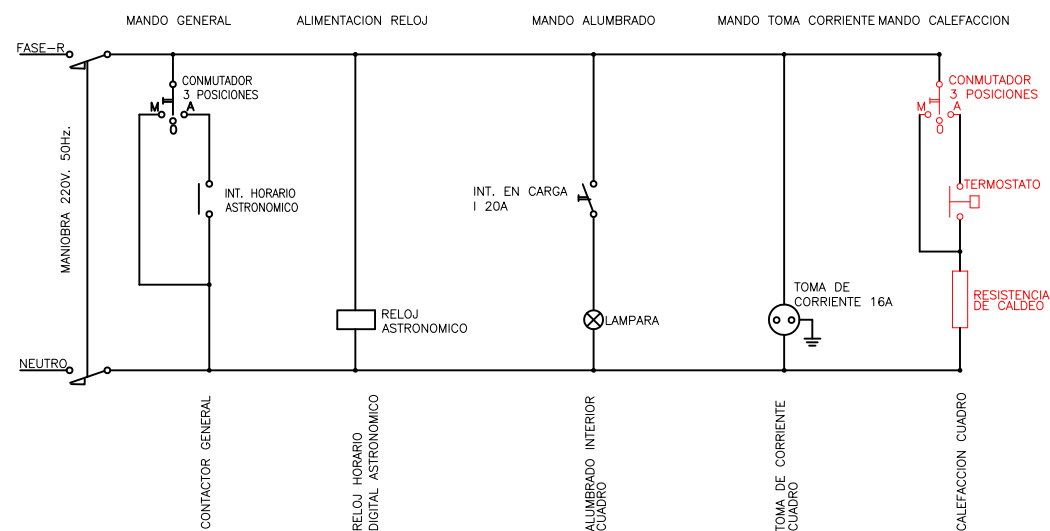 MANDO GENERAL
ALIMENTACION RELOJ
MANDO ALUMBRADO
MANDO TOMA CORRIENTE
MANDO CALEFACCION
FASE-R
CONMUTADOR
3 POSICIONES
M
A
O
CONMUTADOR
3 POSICIONES
M
A
O
MANIOBRA 220V. 50Hz.
INT. HORARIO
ASTRONOMICO
INT. EN CARGA
I 20A
TERMOSTATO
RELOJ
ASTRONOMICO
LAMPARA
TOMA DE
CORRIENTE 16A
RESISTENCIA
DE CALDEO
NEUTRO
CONTACTOR GENERAL
RELOJ HORARIO
DIGITAL ASTRONOMICO
ALUMBRADO INTERIOR
CUADRO
TOMA DE CORRIENTE
CUADRO
CALEFACCION CUADRO